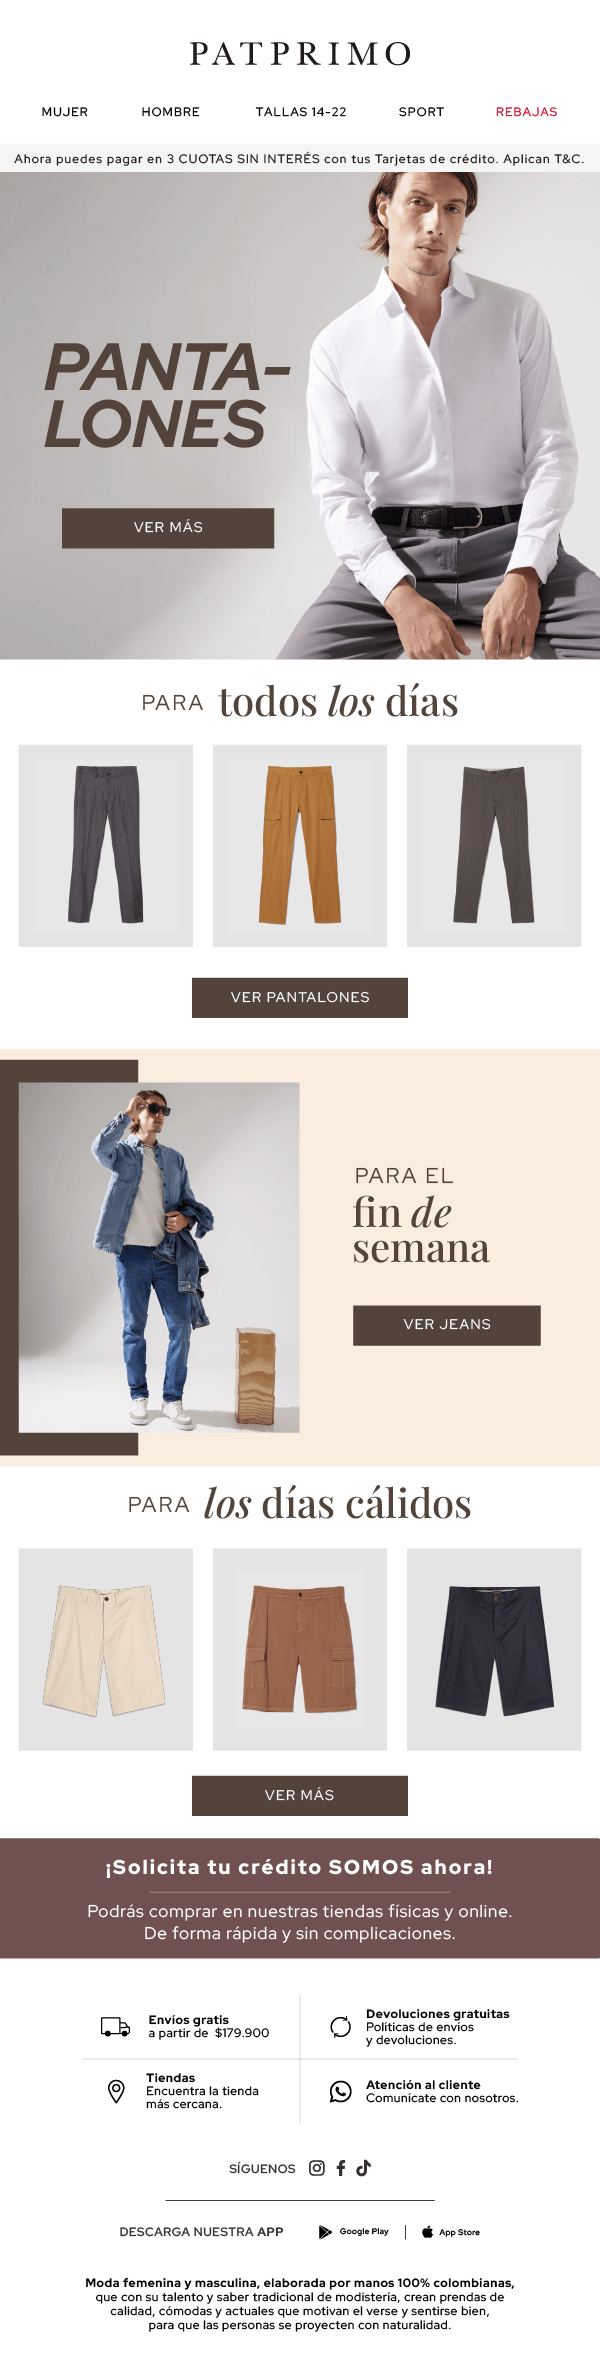 PATPRIMO
MUJER HOMBRE TALLAS 14-22 SPORT REBAJAS
Ahora puedes pagar en 3 CUOTAS SIN INTERÉS con tus Tarjetas de crédito. Aplican T&C.
PANTA-
LONES
VER MÁS
PARA todos los días
VER PANTALONES
PARA EL
fin de
semana
VER JEANS
PARA los días cálidos
VER MÁS
¡Solicita tu crédito SOMOS ahora!
Podrás comprar en nuestras tiendas físicas y online.
De forma rápida y sin complicaciones.
Envíos gratis
a partir de $179.900
Devoluciones gratuitas
Políticas de envíos
y devoluciones.
Tiendas
Encuentra la tienda
más cercana.
Atención al cliente
Comunícate con nosotros.
SÍGUENOS
DESCARGA NUESTRA APP Google Play | App Store
Moda femenina y masculina, elaborada por manos 100% colombianas,
que con su talento y saber tradicional de modistería, crean prendas de
calidad, cómodas y actuales que motivan el verse y sentirse bien,
para que las personas se proyecten con naturalidad.